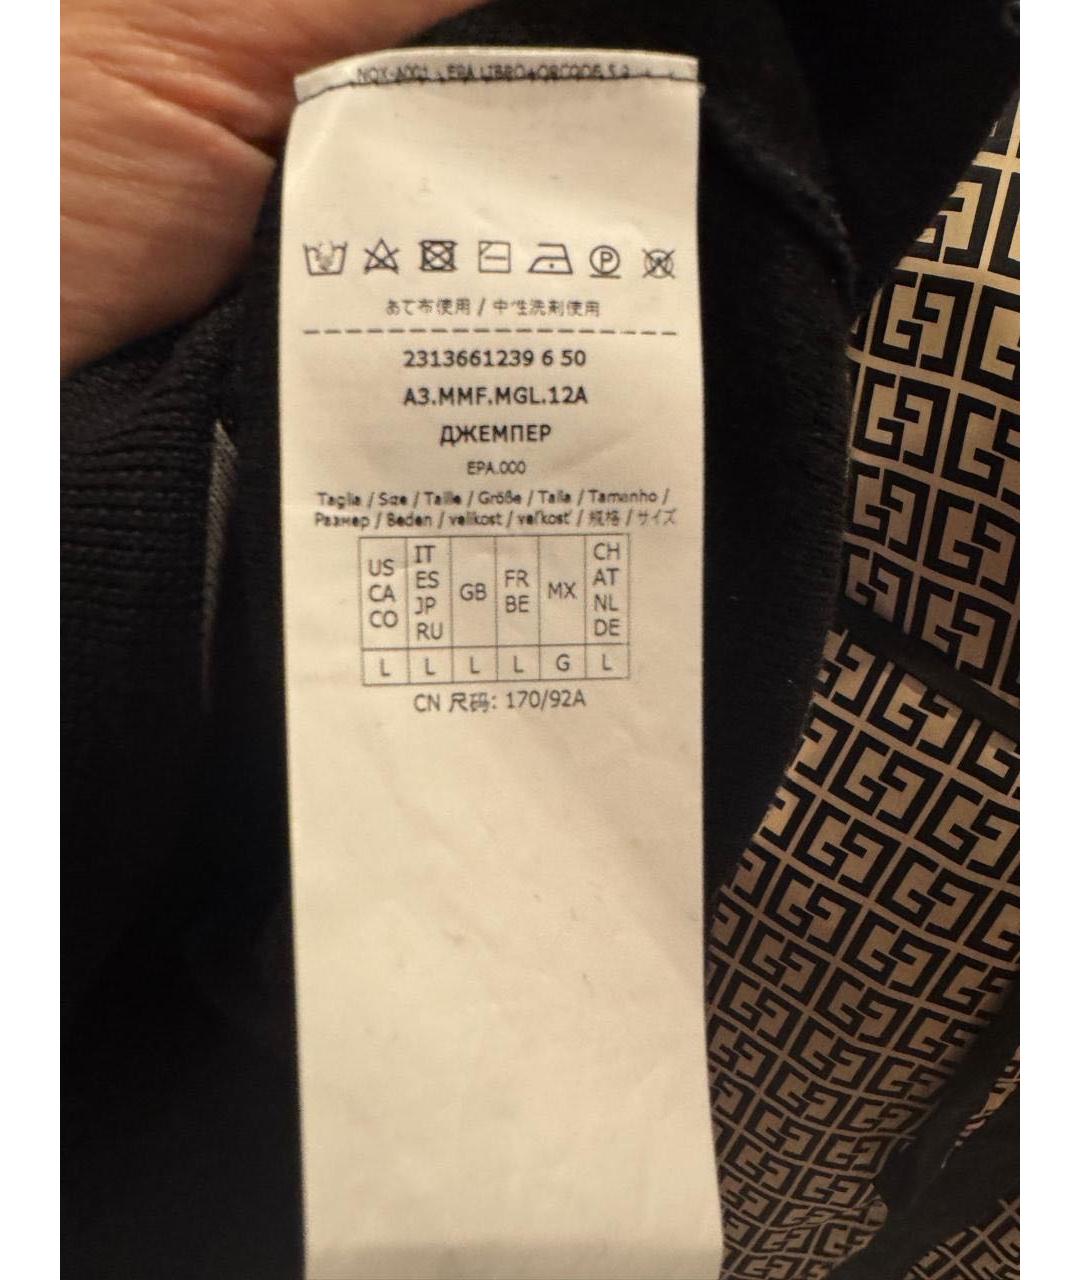 NQX-A001
P
あて布使用 / 中性洗剤使用
2313661239 6 50
A3.MMF.MGL.12A
ДЖЕМПЕР
EPA.000
Taglia / Size / Taille / Größe / Talla / Tamanho /
Размер / Beden / velikost / veľkosť / 規格 / サイズ
US CA CO IT ES JP RU GB FR BE MX CH AT NL DE
L L L L G L
CN 尺码: 170/92A